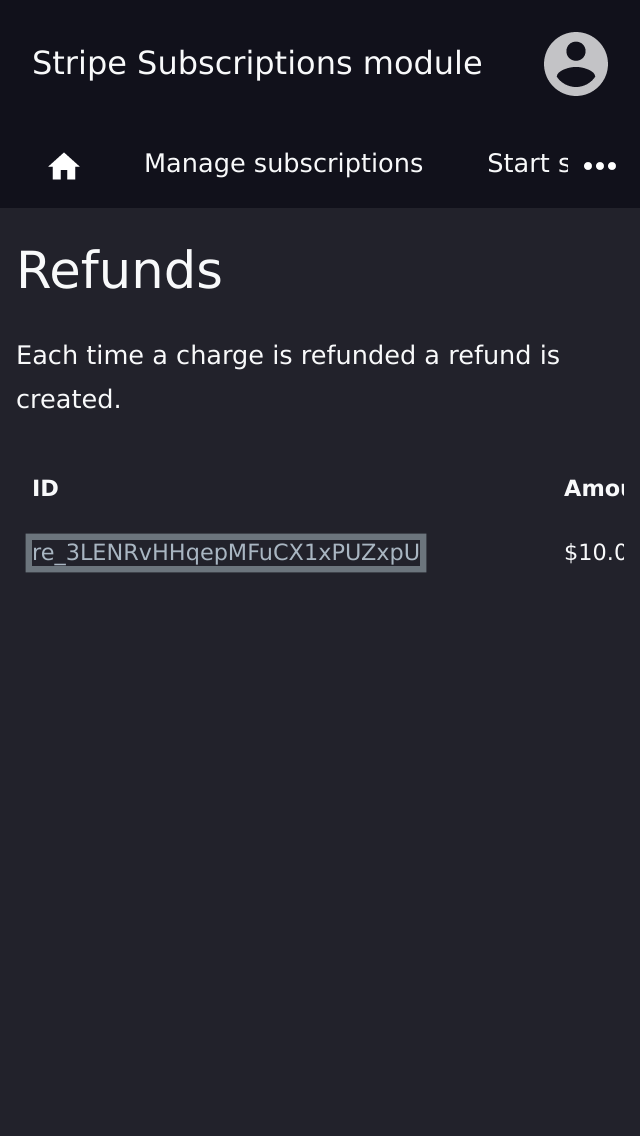 Stripe Subscriptions module
Manage subscriptions Start s
Refunds
Each time a charge is refunded a refund is
created.
ID Amou
re_3LENRvHHqepMFuCX1xPUZxpU $10.0